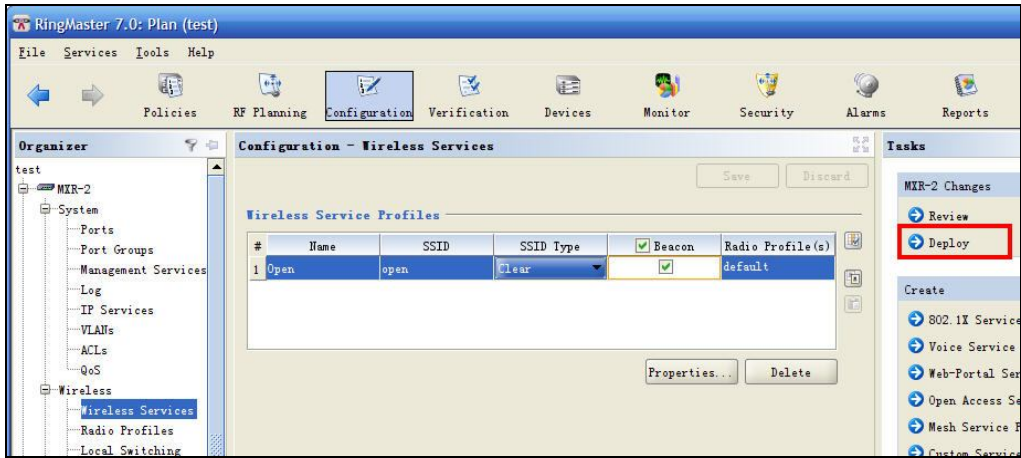 RingMaster 7.0: Plan (test)
File Services Tools Help
Policies RF Planning Configuration Verification Devices Monitor Security Alarms Reports
Organizer
test
MXR-2
System
Ports
Port Groups
Management Services
Log
IP Services
VLANs
ACLs
QoS
Wireless
Wireless Services
Radio Profiles
Local Switching
Configuration - Wireless Services
Save Discard
Wireless Service Profiles
# Name SSID SSID Type Beacon Radio Profile(s)
1 Open open Clear default
Properties... Delete
Tasks
MXR-2 Changes
Review
Deploy
Create
802.1X Service
Voice Service
Web-Portal Ser
Open Access Se
Mesh Service P
Custom Service